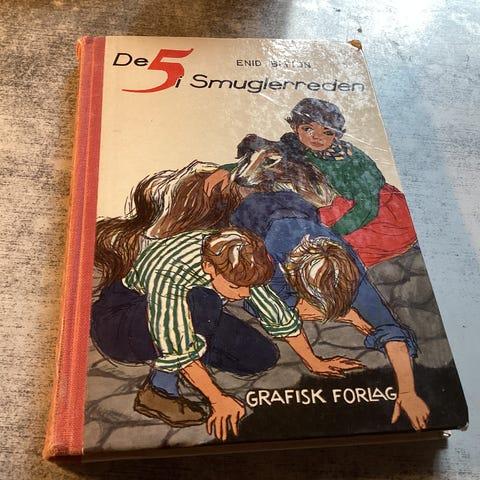 ENID BLYTON
De 5 i Smuglerreden
GRAFISK FORLAG